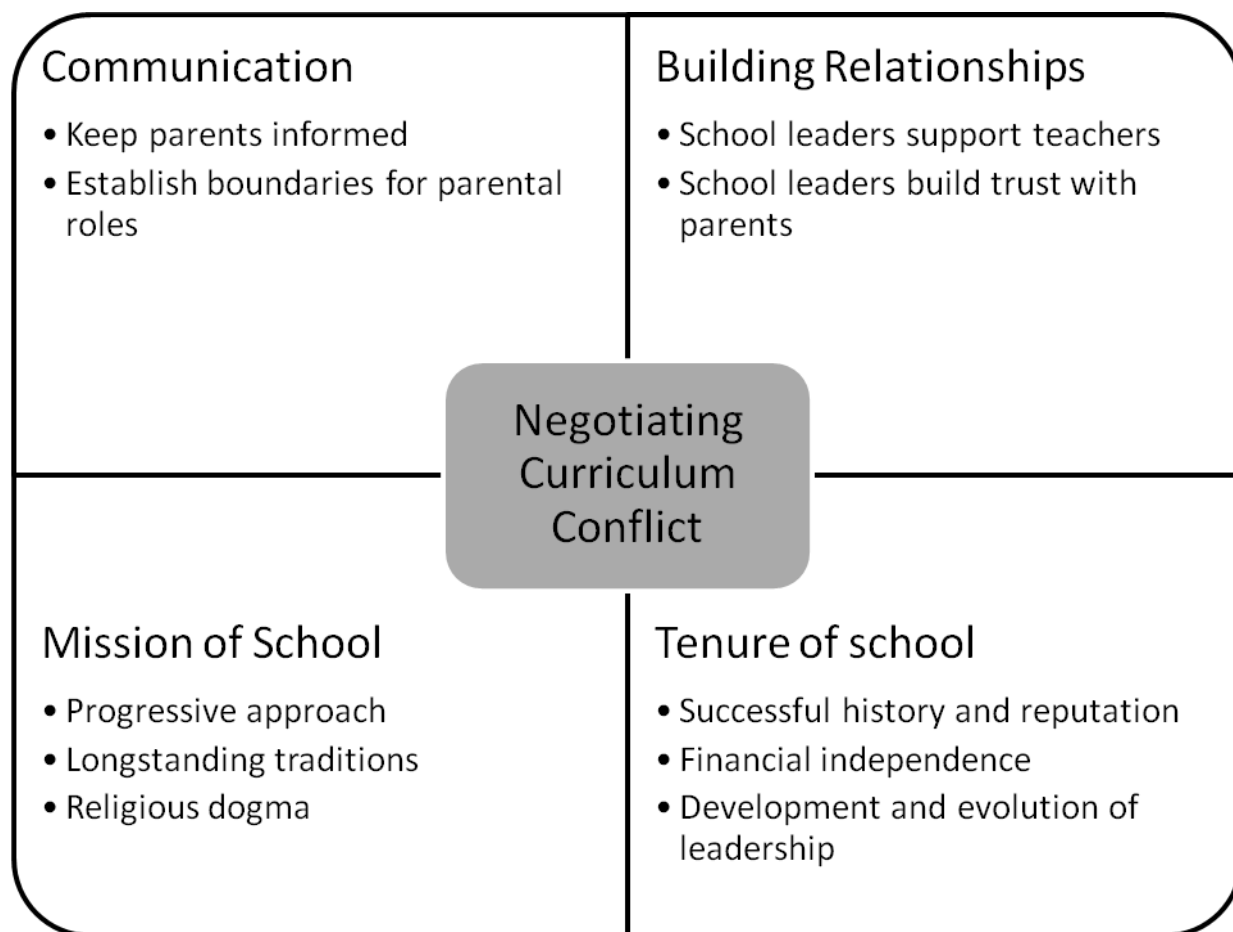 Communication
• Keep parents informed
• Establish boundaries for parental
roles
Building Relationships
• School leaders support teachers
• School leaders build trust with
parents
Negotiating
Curriculum
Conflict
Mission of School
• Progressive approach
• Longstanding traditions
• Religious dogma
Tenure of school
• Successful history and reputation
• Financial independence
• Development and evolution of
leadership